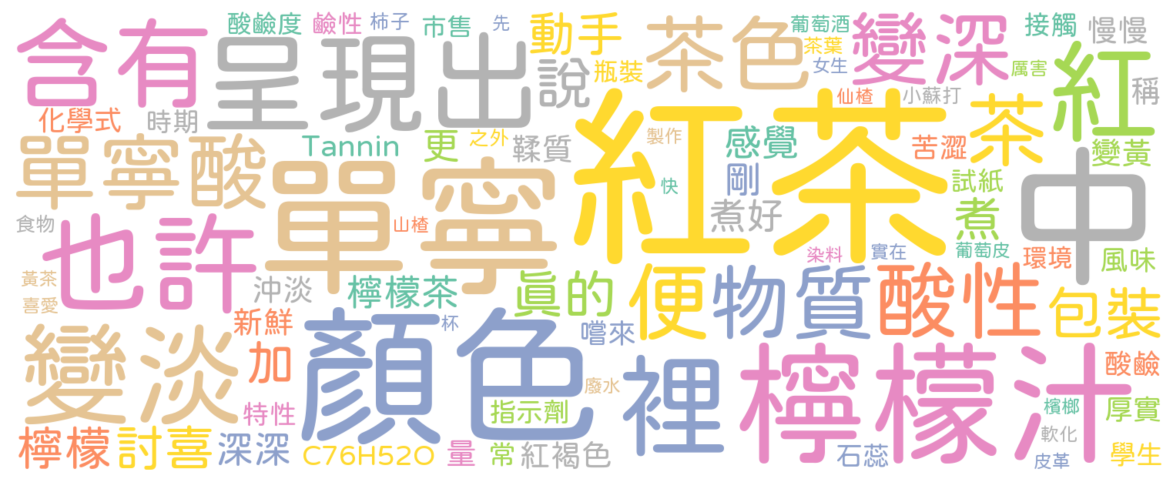 酸鹼度 鹼性 柿子 市售 先 動手 葡萄酒 接觸 慢慢
含有 呈現出 瓶裝 說 茶色 茶葉 女生 變深 厲害 紅 稱
化學式 時期 仙楂 小蘇打
單寧酸 Tannin 更 之外 鞣質 紅茶 製作 感覺 苦澀 茶 變黃
單寧 快 剛 煮好 試紙 煮 中
食物 也許 山楂 染料 實在 葡萄皮 環境 風味
黃茶 沖淡 檸檬茶 真的 便 物質 酸性 包裝
喜愛 新鮮 杯 嚐來
變淡 加 顏色 裡 檸檬汁 酸鹼
特性 廢水 指示劑 檳榔 厚實
檸檬 討喜 深深 C76H52O 量 常 紅褐色 石蕊 軟化 皮革 學生